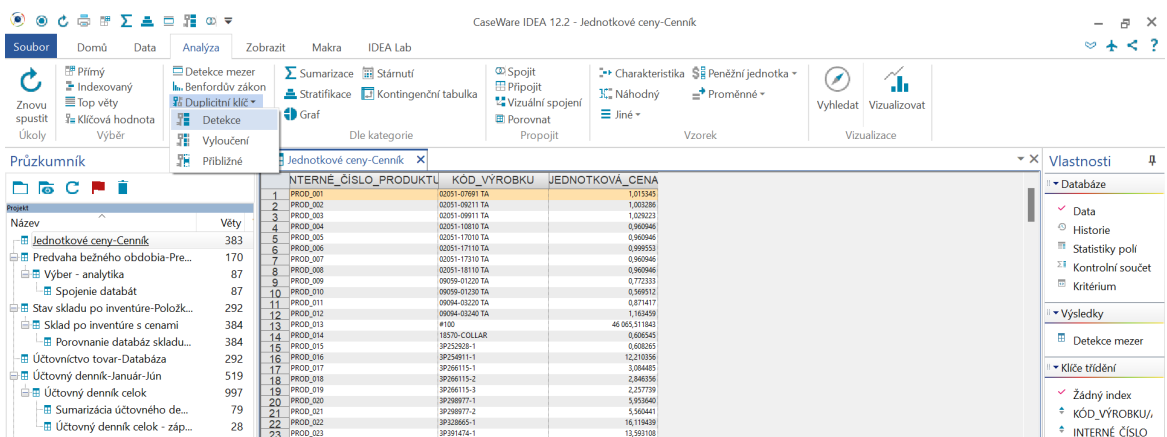 CaseWare IDEA 12.2 - Jednotkové ceny-Cenník
Soubor Domů Data Analýza Zobrazit Makra IDEA Lab
Znovu spustit
Úkoly
Přímý
Indexovaný
Top věty
Klíčová hodnota
Výběr
Detekce mezer
Benfordův zákon
Duplicitní klíč
Detekce
Vyloučení
Přibližné
Sumarizace Stárnutí
Stratifikace Kontingenční tabulka
Graf
Dle kategorie
Spojit
Připojit
Vizuální spojení
Porovnat
Propojit
Charakteristika Peněžní jednotka
Náhodný Proměnné
Jiné
Vzorek
Vyhledat Vizualizovat
Vizualizace
Průzkumník
Projekt
Název Věty
Jednotkové ceny-Cenník 383
Predvaha bežného obdobia-Pre... 170
Výber - analytika 87
Spojenie databát 87
Stav skladu po inventúre-Položk... 292
Sklad po inventúre s cenami 384
Porovnanie databáz skladu... 384
Účtovníctvo tovar-Databáza 292
Účtovný denník-Január-Jún 519
Účtovný denník celok 997
Sumarizácia účtovného de... 79
Účtovný denník celok - záp... 28
Jednotkové ceny-Cenník X
NTERNÉ_ČÍSLO_PRODUKTU KÓD_VÝROBKU JEDNOTKOVÁ_CENA
1 PROD_001 02051-07691 TA 1,015345
2 PROD_002 02051-09211 TA 1,003286
3 PROD_003 02051-09911 TA 1,029223
4 PROD_004 02051-10810 TA 0,960946
5 PROD_005 02051-17010 TA 0,960946
6 PROD_006 02051-17110 TA 0,999553
7 PROD_007 02051-17310 TA 0,960946
8 PROD_008 02051-18110 TA 0,960946
9 PROD_009 09059-01220 TA 0,772333
10 PROD_010 09059-01230 TA 0,569512
11 PROD_011 09094-03220 TA 0,871417
12 PROD_012 09094-03240 TA 1,163459
13 PROD_013 #100 46 065,511843
14 PROD_014 18570-COLLAR 0,606545
15 PROD_015 3P252928-1 0,608265
16 PROD_016 3P254911-1 12,210356
17 PROD_017 3P266115-1 3,084485
18 PROD_018 3P266115-2 2,846356
19 PROD_019 3P266115-3 2,257739
20 PROD_020 3P298977-1 5,953640
21 PROD_021 3P298977-2 5,560441
22 PROD_022 3P328665-1 16,119439
23 PROD_023 3P391474-1 13,593108
Vlastnosti
Databáze
Data
Historie
Statistiky polí
Kontrolní součet
Kritérium
Výsledky
Detekce mezer
Klíče třídění
Žádný index
KÓD_VÝROBKU/
INTERNÉ_ČÍSLO